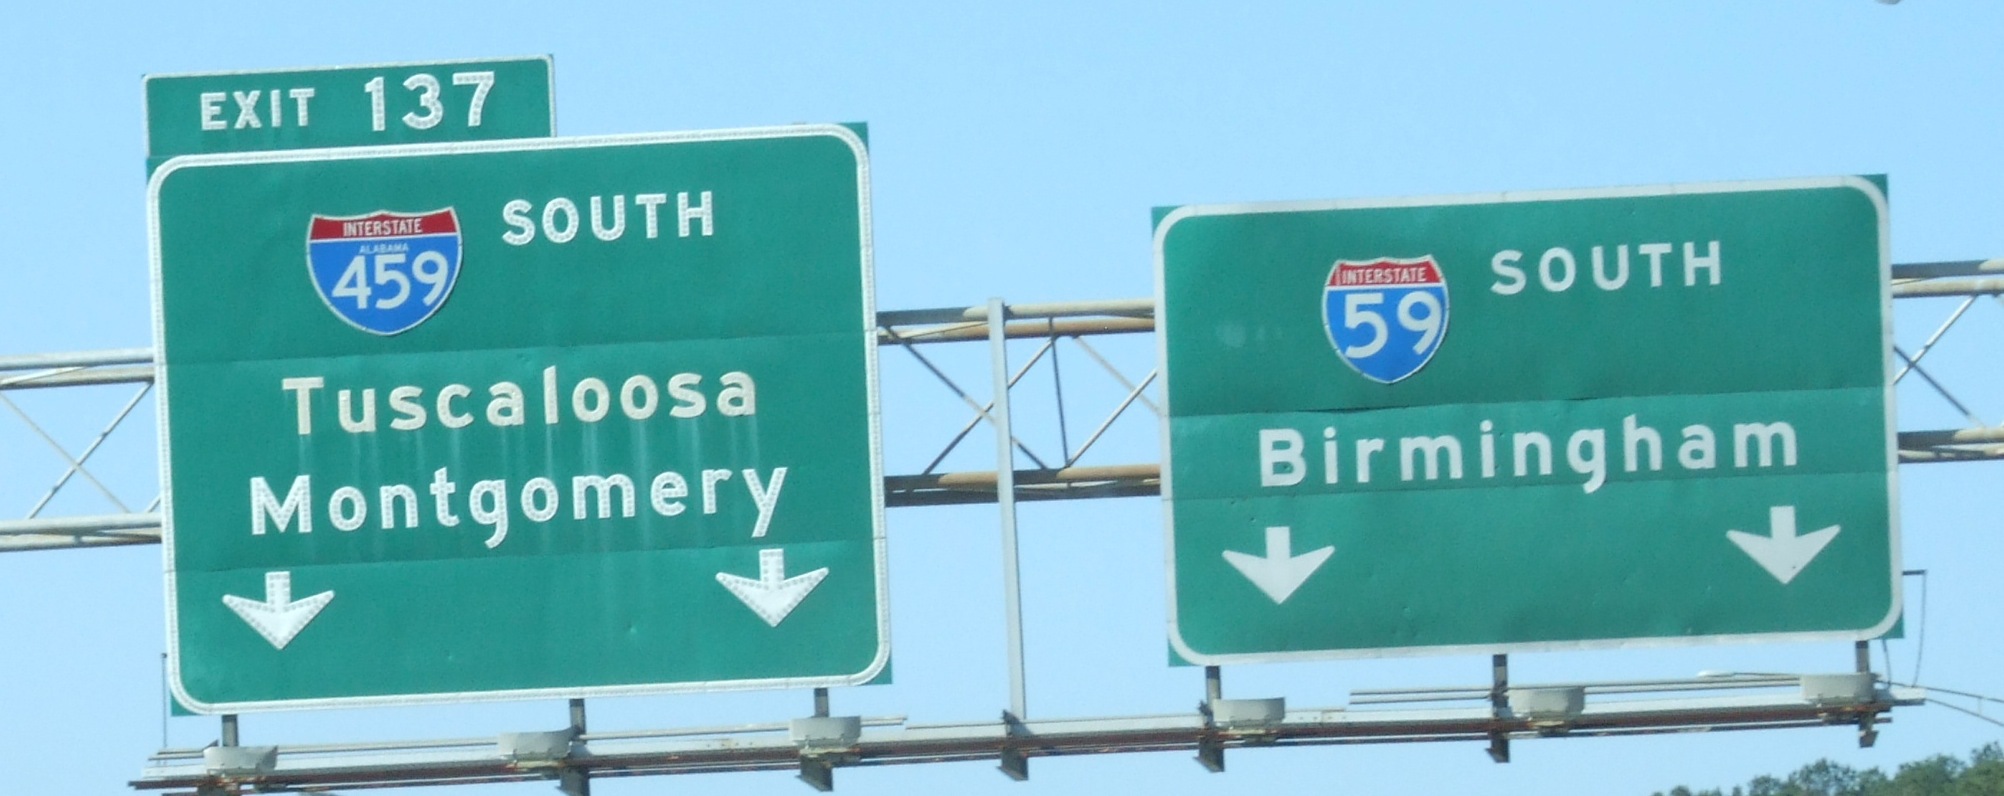 EXIT 137
INTERSTATE
ALABAMA
459
SOUTH
Tuscaloosa
Montgomery
INTERSTATE
59
SOUTH
Birmingham